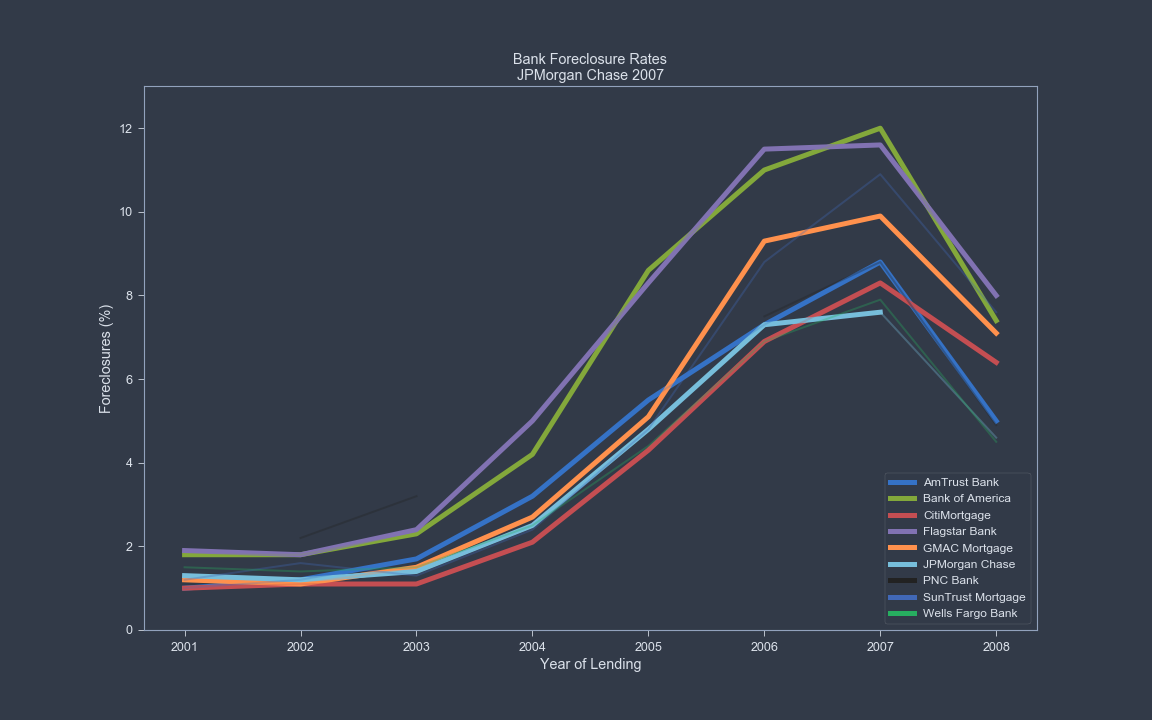 Bank Foreclosure Rates
JPMorgan Chase 2007
12
10
8
6
4
2
0
Foreclosures (%)
2001 2002 2003 2004 2005 2006 2007 2008
Year of Lending
AmTrust Bank
Bank of America
CitiMortgage
Flagstar Bank
GMAC Mortgage
JPMorgan Chase
PNC Bank
SunTrust Mortgage
Wells Fargo Bank